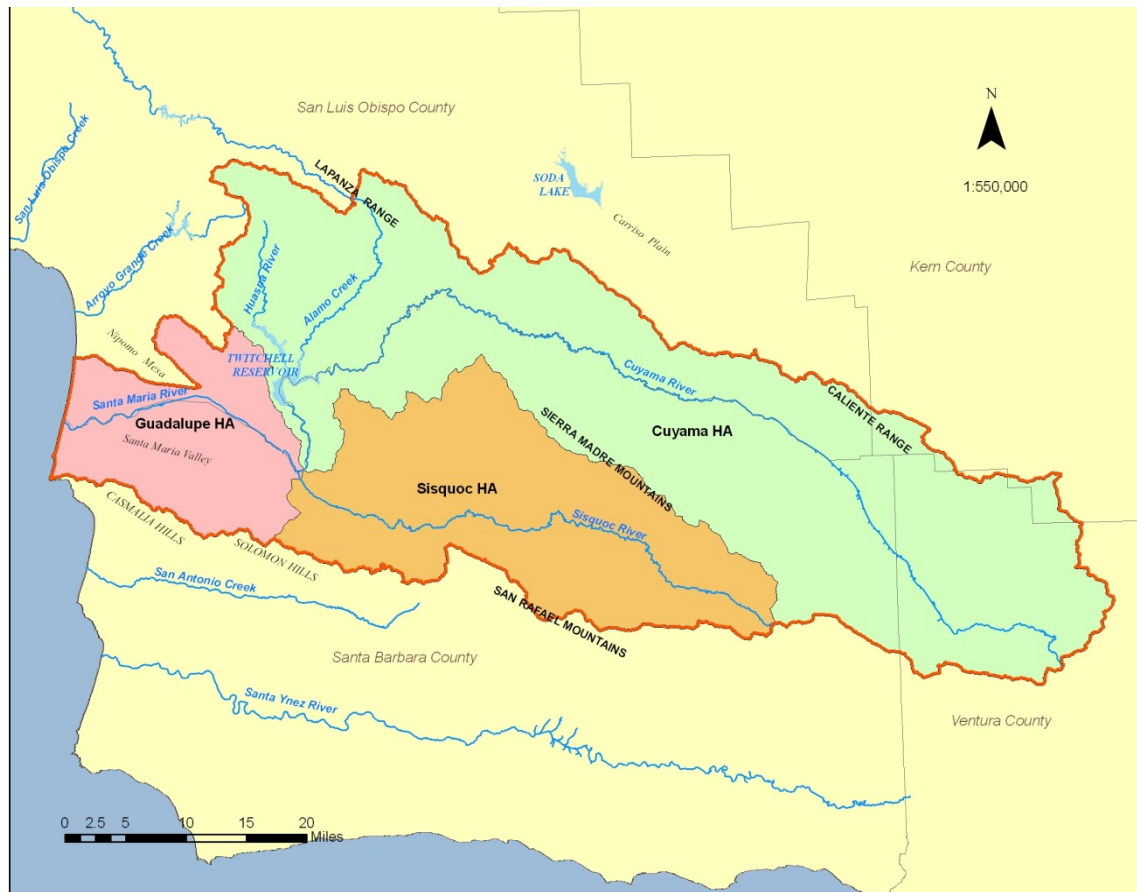 San Luis Obispo County
N
San Luis Obispo Creek
LAPANZA RANGE
SODA
LAKE
1:550,000
Carriso Plain
Arroyo Grande Creek
Huasna River
Alamo Creek
Kern County
Nipomo Mesa
TWITCHELL
RESERVOIR
Cuyama River
Santa Maria River
CALIENTE RANGE
Guadalupe HA
SIERRA MADRE MOUNTAINS
Cuyama HA
Santa Maria Valley
Sisquoc HA
CASMALIA HILLS
Sisquoc River
SOLOMON HILLS
San Antonio Creek
SAN RAFAEL MOUNTAINS
Santa Barbara County
Santa Ynez River
Ventura County
0 2.5 5 10 15 20
Miles